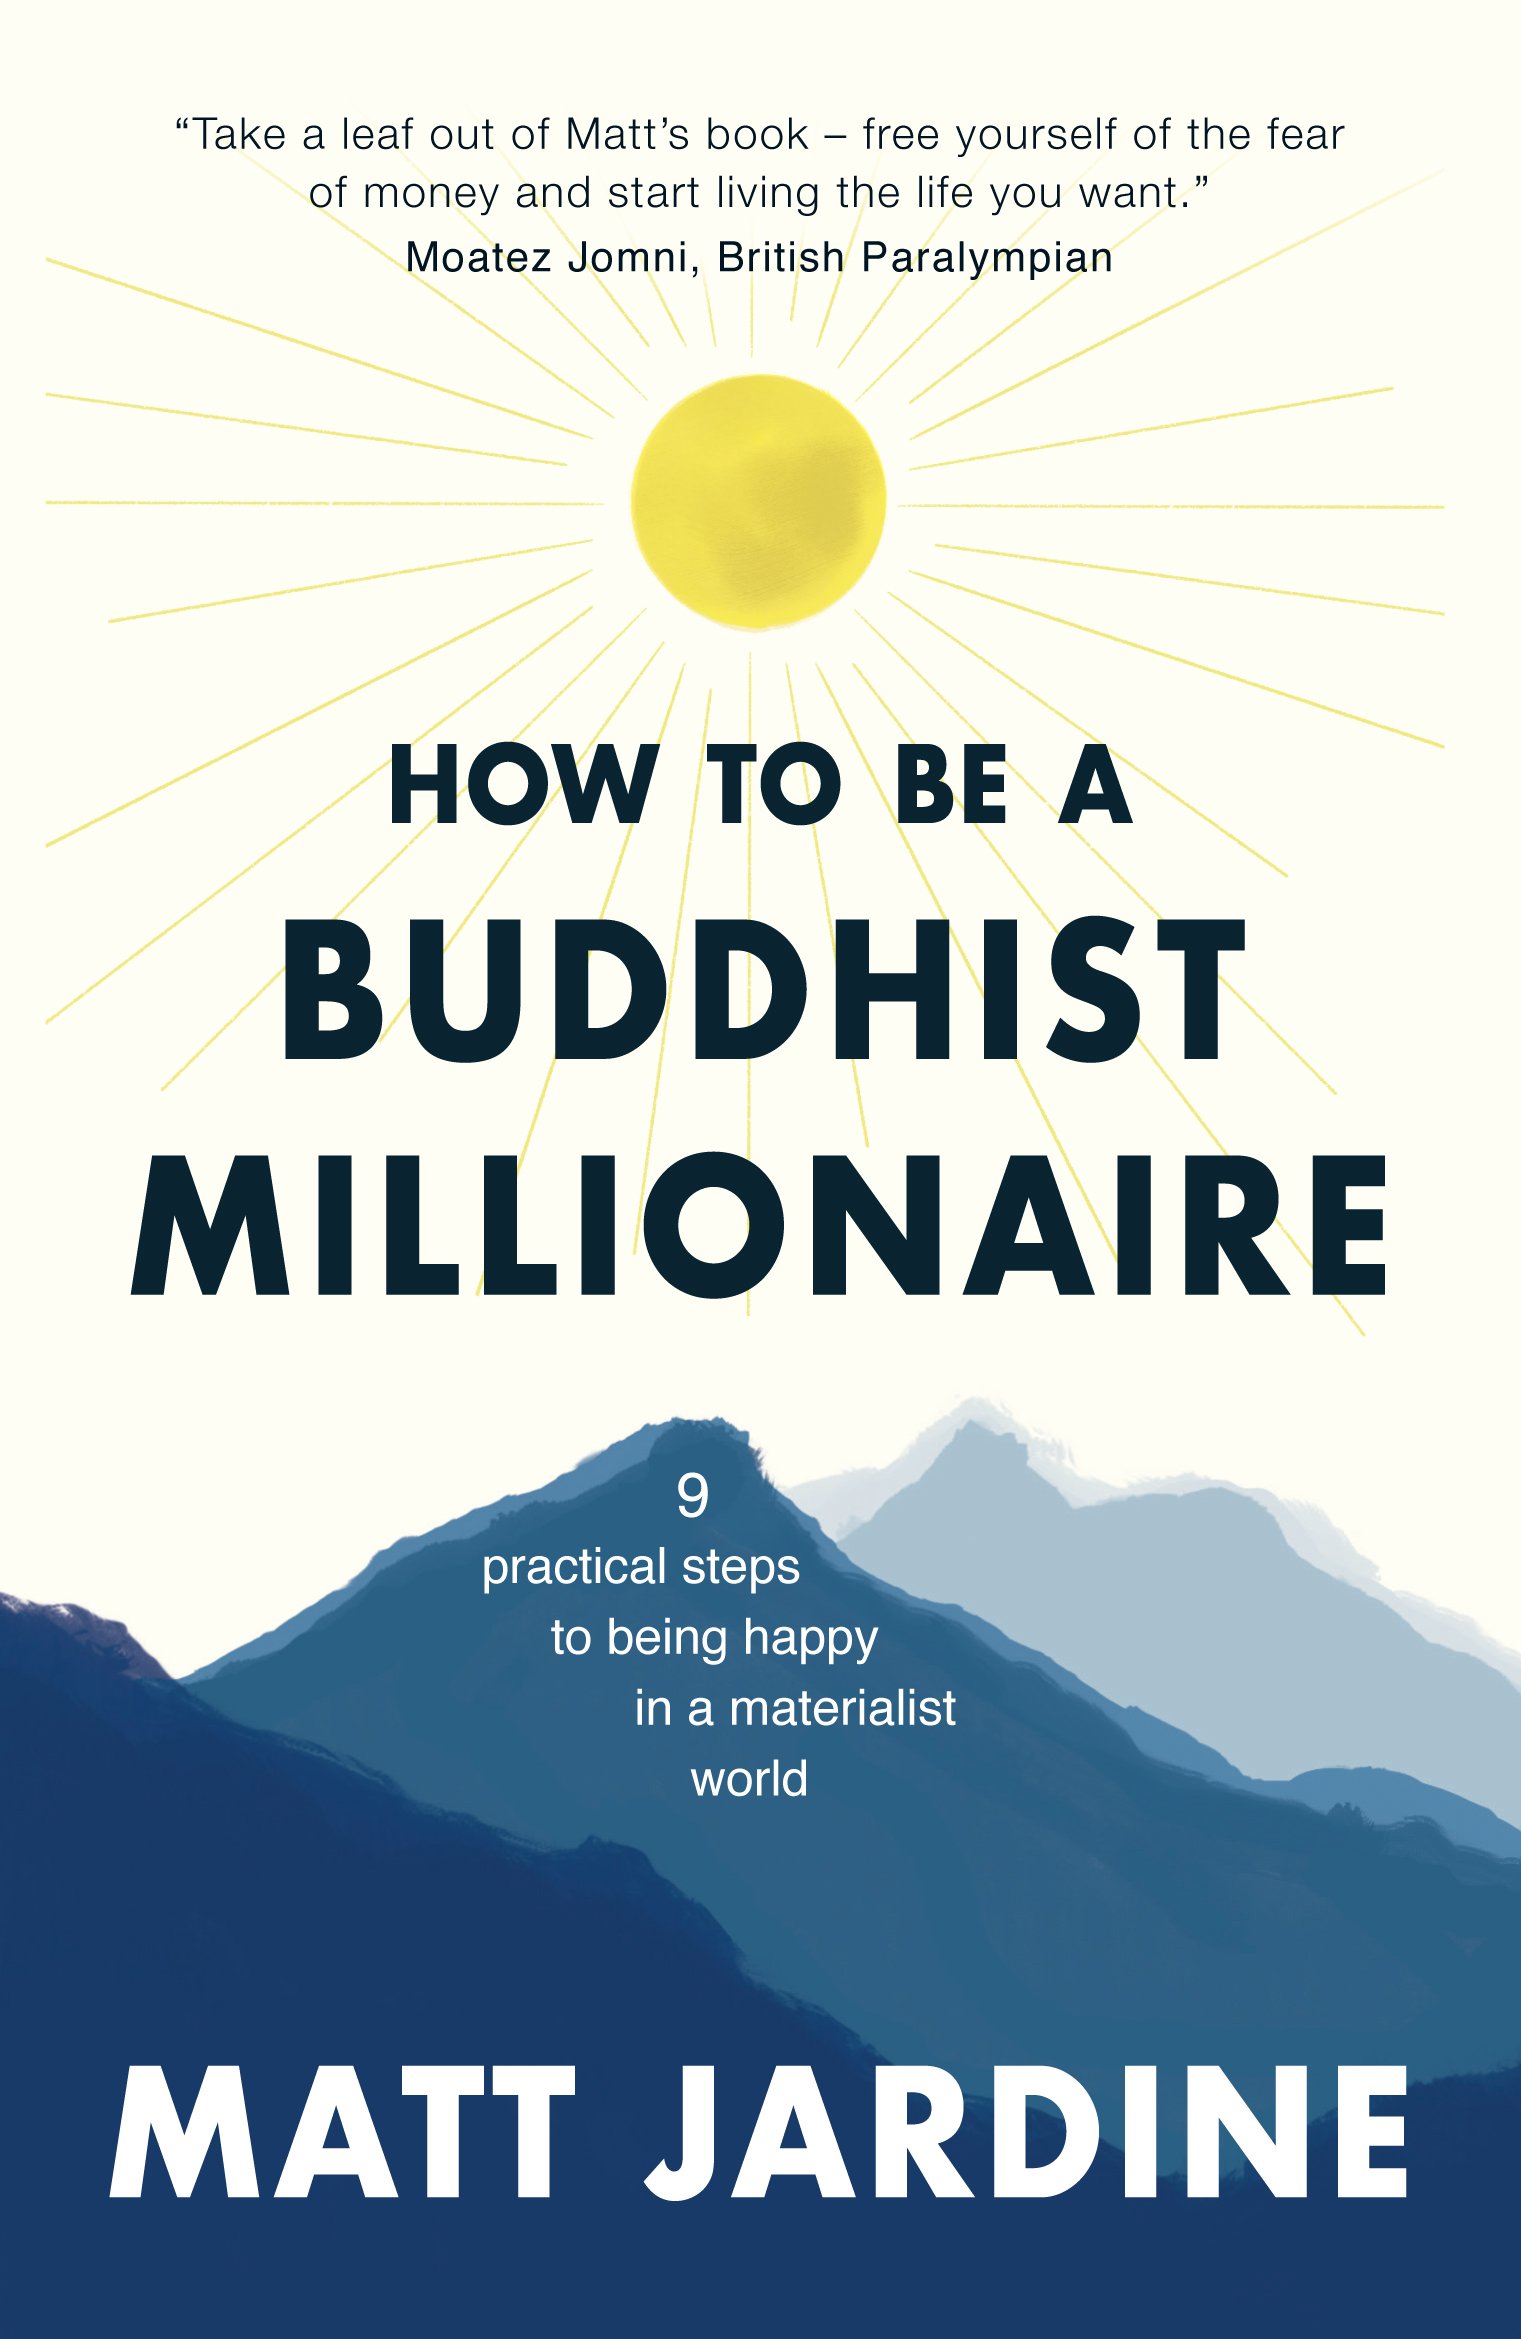 “Take a leaf out of Matt’s book – free yourself of the fear
of money and start living the life you want.”
Moatez Jomni, British Paralympian
HOW TO BE A
BUDDHIST
MILLIONAIRE
9
practical steps
to being happy
in a materialist
world
MATT JARDINE